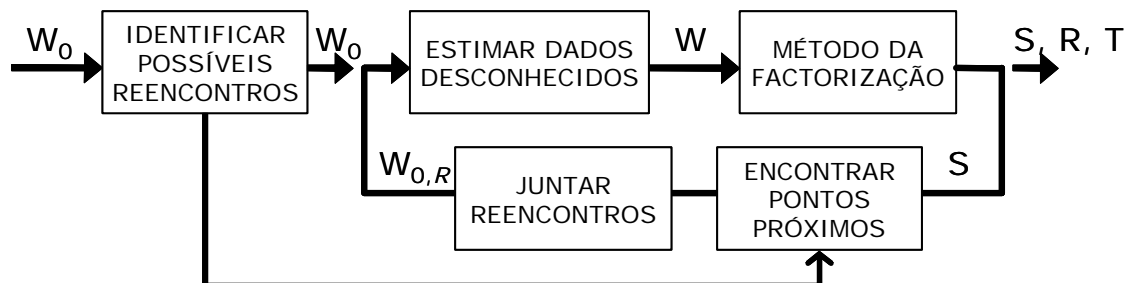 W0
IDENTIFICAR
POSSÍVEIS
REENCONTROS
W0
ESTIMAR DADOS
DESCONHECIDOS
W
MÉTODO DA
FACTORIZAÇÃO
S, R, T
W0,R
JUNTAR
REENCONTROS
ENCONTRAR
PONTOS
PRÓXIMOS
S